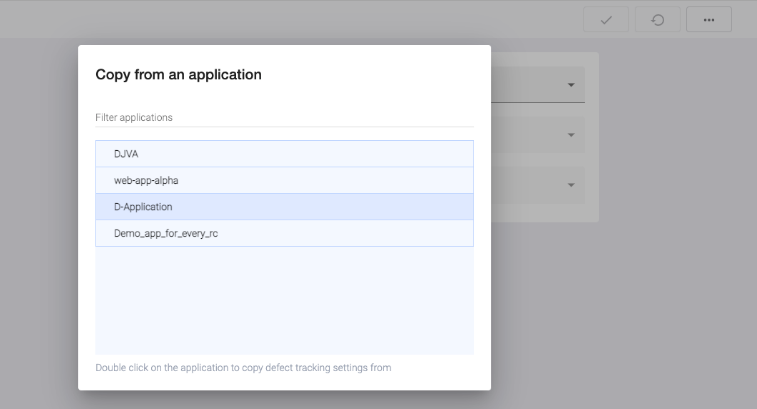 Copy from an application
Filter applications
DJVA
web-app-alpha
D-Application
Demo_app_for_every_rc
Double click on the application to copy defect tracking settings from